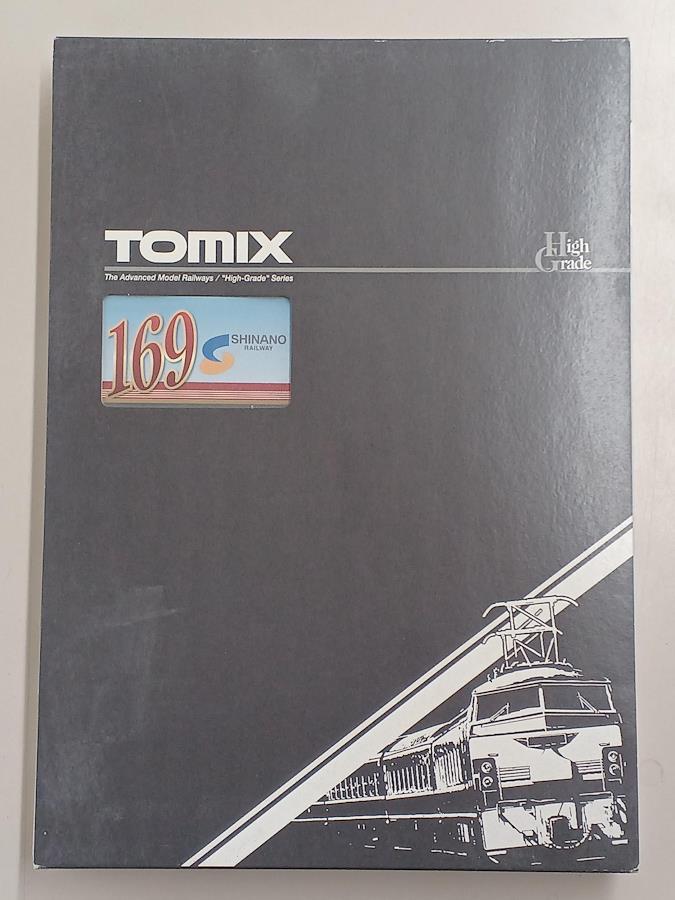 TOMIX
High
Grade
The Advanced Model Railways / "High-Grade" Series
169
SHINANO
RAILWAY